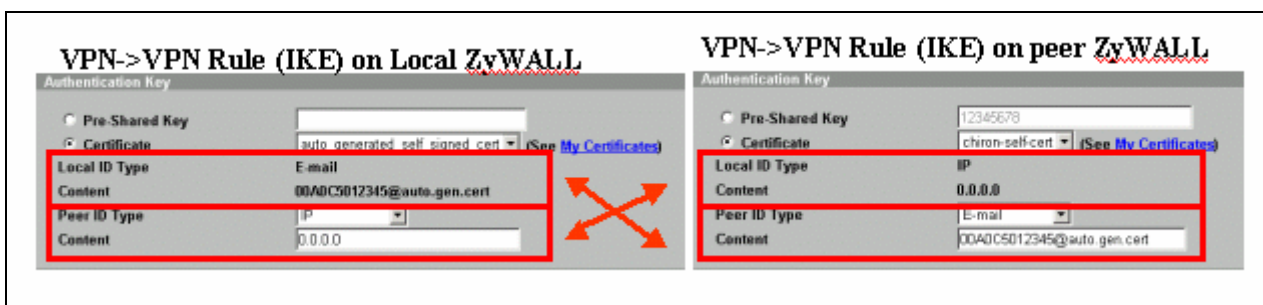 VPN->VPN Rule (IKE) on Local ZyWALL
Authentication Key
Pre-Shared Key
Certificate auto_generated_self_signed_cert (See My Certificates)
Local ID Type E-mail
Content 00A0C5012345@auto.gen.cert
Peer ID Type IP
Content 0.0.0.0
VPN->VPN Rule (IKE) on peer ZyWALL
Authentication Key
Pre-Shared Key 12345678
Certificate chiron-self-cert (See My Certificates)
Local ID Type IP
Content 0.0.0.0
Peer ID Type E-mail
Content 00A0C5012345@auto.gen.cert